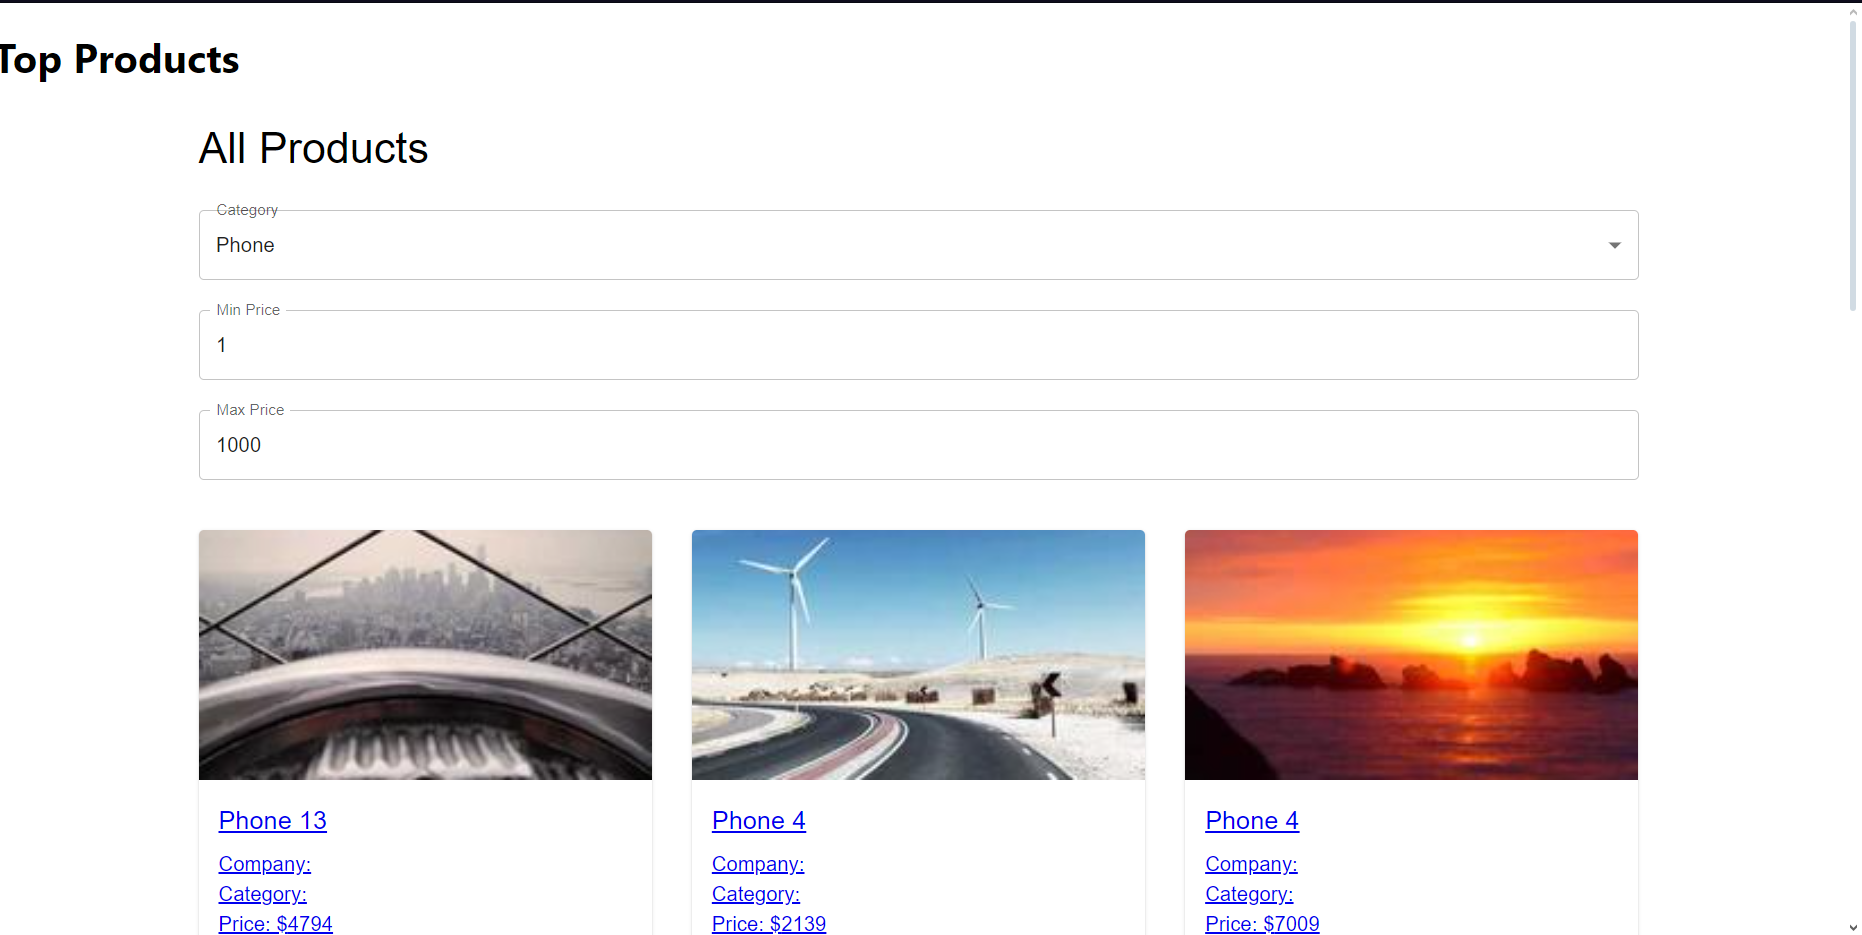 Top Products
All Products
Category
Phone
Min Price
1
Max Price
1000
Phone 13
Company:
Category:
Price: $4794
Phone 4
Company:
Category:
Price: $2139
Phone 4
Company:
Category:
Price: $7009